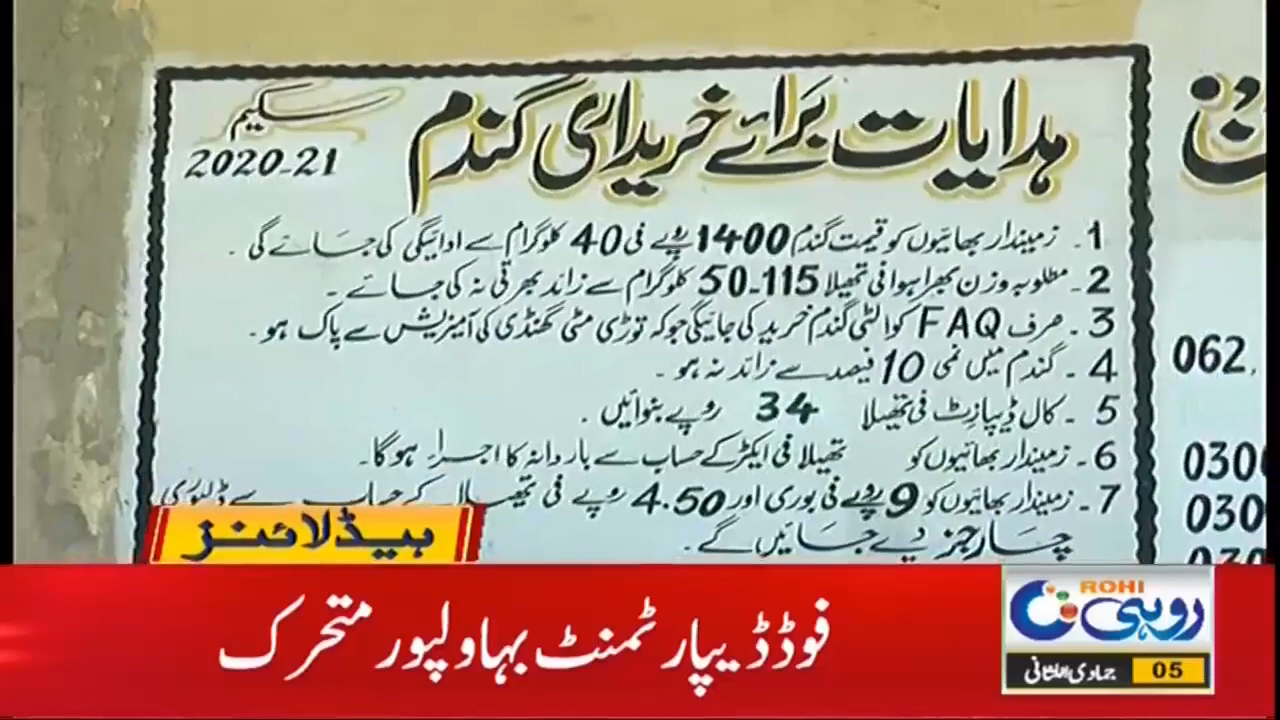 ہدایات برائے خریداری گندم
سکیم
2020-21
1- زمیندار بھائیوں کو قیمت گندم 1400 روپے فی 40 کلوگرام سے ادائیگی کی جائے گی۔
2- مطلوبہ وزن بھرا ہوا فی تھیلا 50-115 کلوگرام سے زائد بھرتی نہ کی جائے۔
3- صرف FAQ کوالٹی گندم خرید کی جائیگی جو کہ توڑی مٹی گھنڈی کی آمیزیش سے پاک ہو۔
4- گندم میں نمی 10 فیصد سے زائد نہ ہو۔
5- کال ڈیپازٹ فی تھیلا 34 روپے بنوائیں۔
6- زمیندار بھائیوں کو تھیلا فی ایکڑ کے حساب سے باردانہ کا اجراء ہوگا۔
7- زمیندار بھائیوں کو 9 روپے فی بوری اور 4.50 روپے فی تھیلا کے حساب سے ڈلیوری
چارجز دیے جائیں گے۔
062
0300
030
ہیڈلائنز
فوڈ ڈیپارٹمنٹ بہاولپور متحرک
ROHI
روہی
05 جمادی الثانی